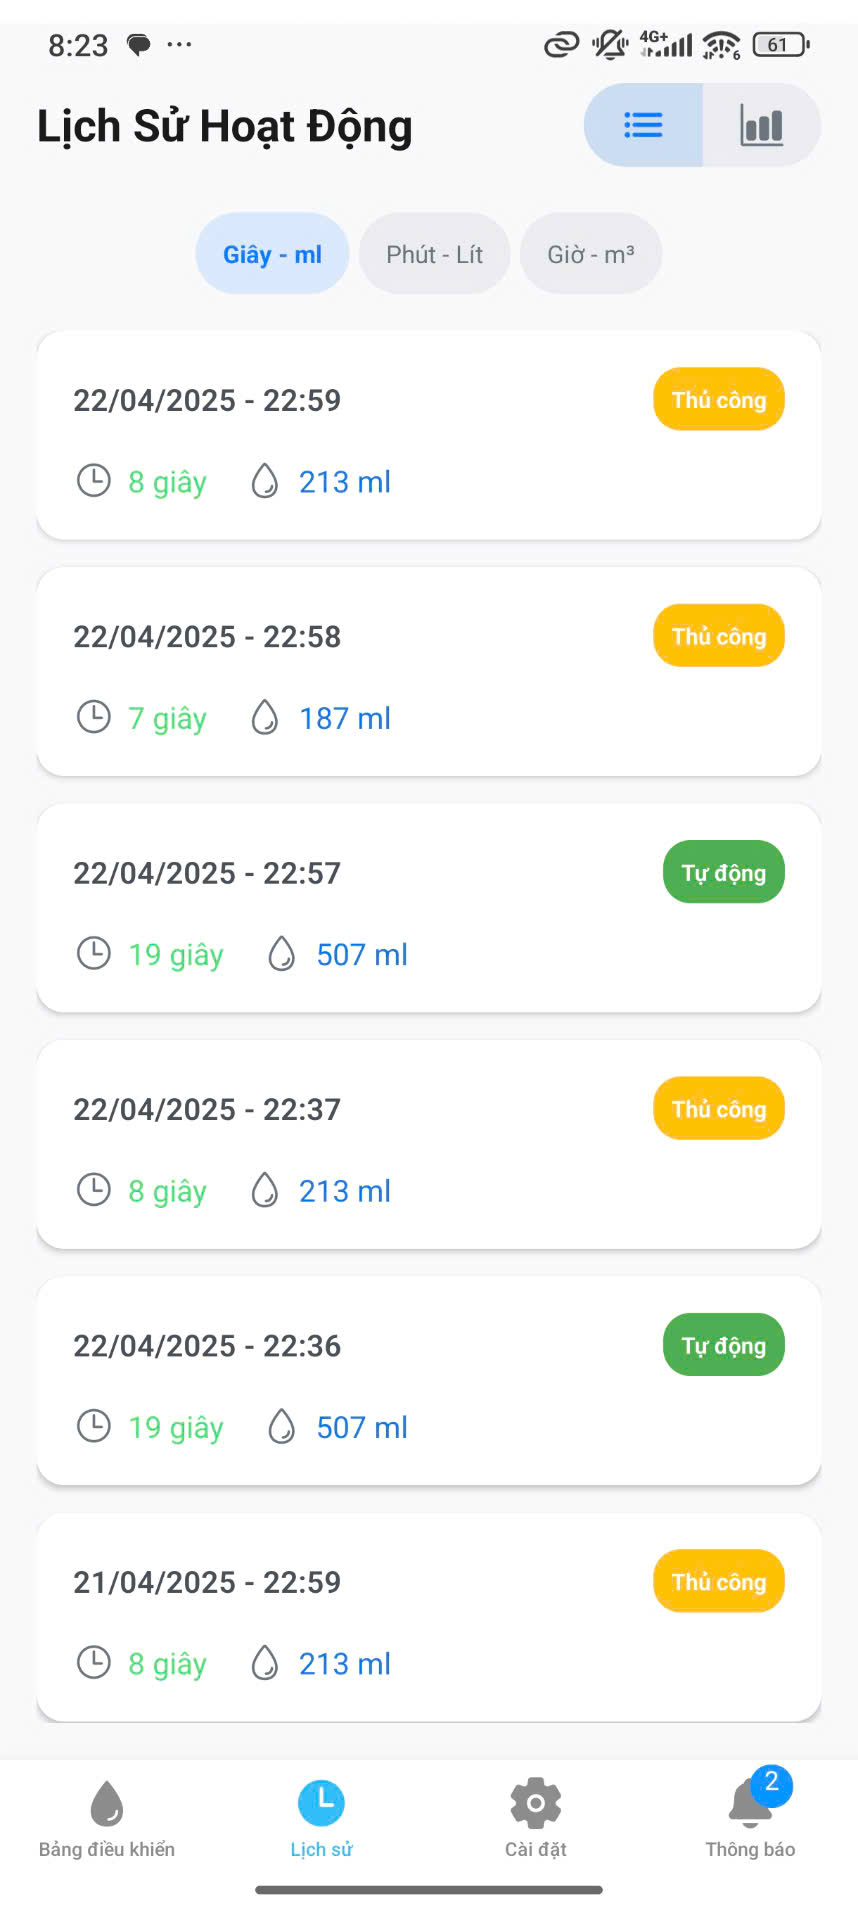 8:23 ... 4G+ 6 61
Lịch Sử Hoạt Động
Giây - ml Phút - Lít Giờ - m³
22/04/2025 - 22:59 Thủ công
8 giây 213 ml
22/04/2025 - 22:58 Thủ công
7 giây 187 ml
22/04/2025 - 22:57 Tự động
19 giây 507 ml
22/04/2025 - 22:37 Thủ công
8 giây 213 ml
22/04/2025 - 22:36 Tự động
19 giây 507 ml
21/04/2025 - 22:59 Thủ công
8 giây 213 ml
2
Bảng điều khiển Lịch sử Cài đặt Thông báo